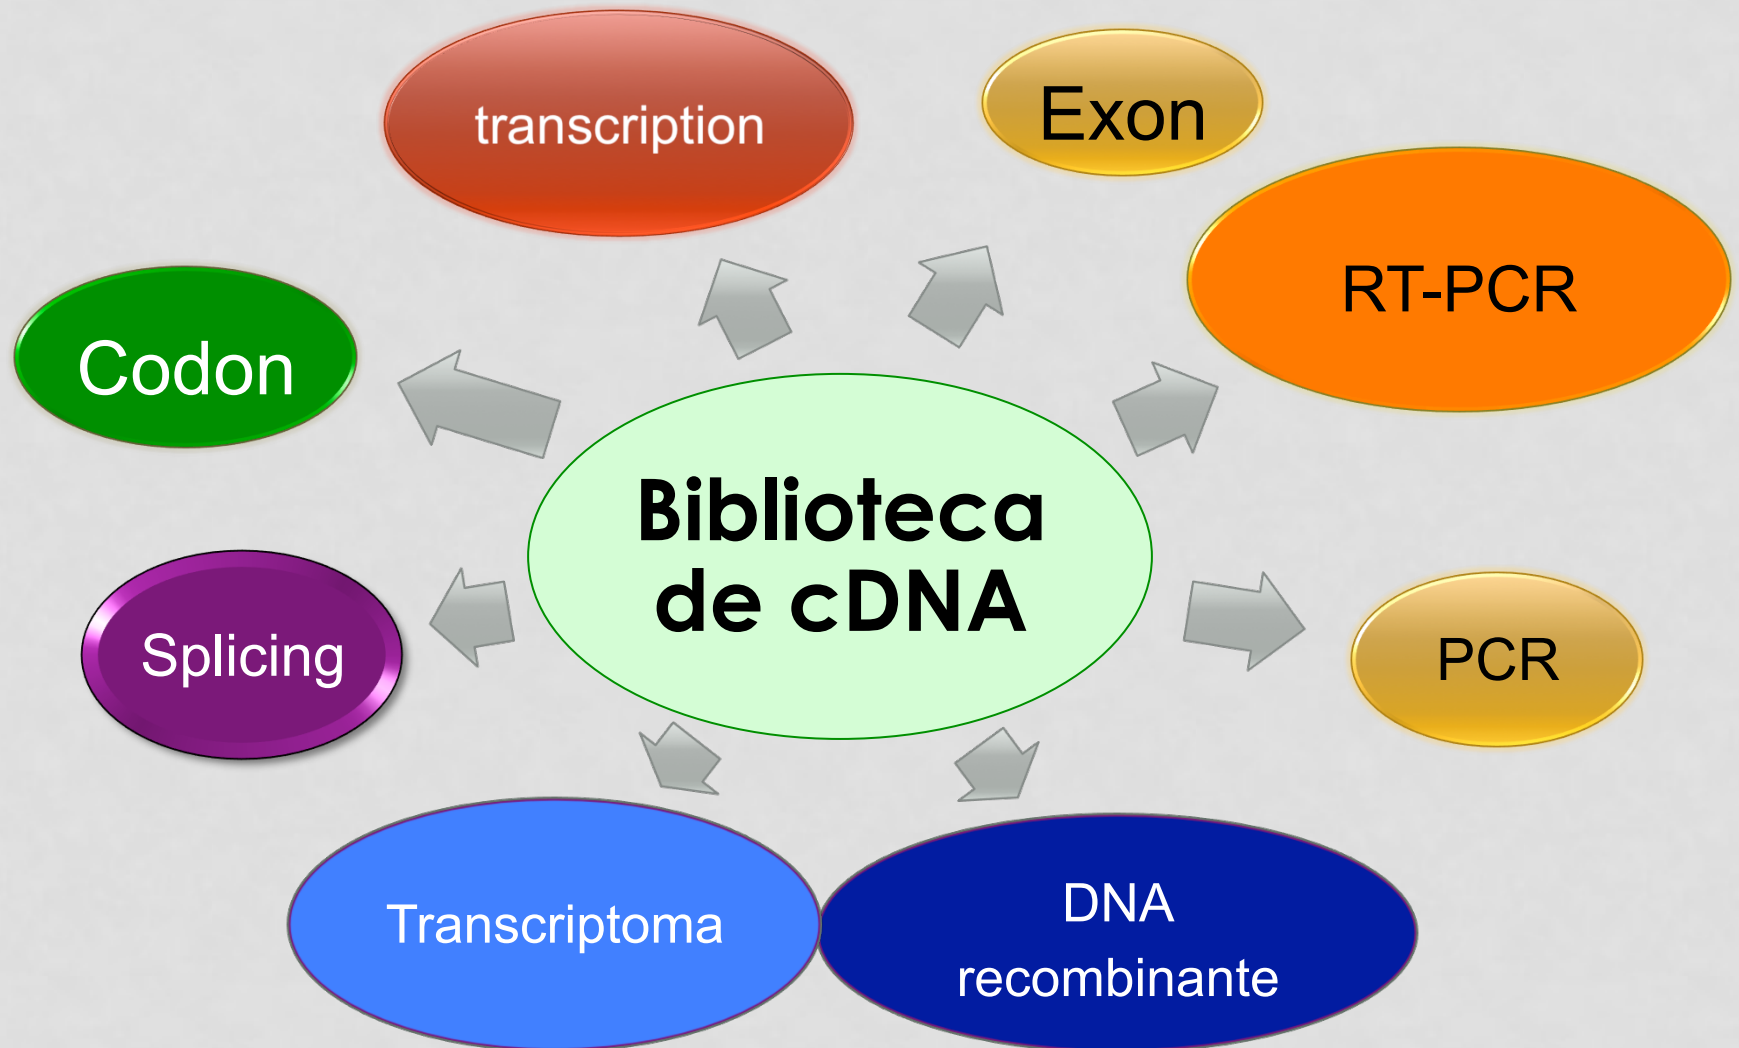 transcription
Exon
RT-PCR
Codon
Biblioteca
de cDNA
Splicing
PCR
Transcriptoma
DNA
recombinante